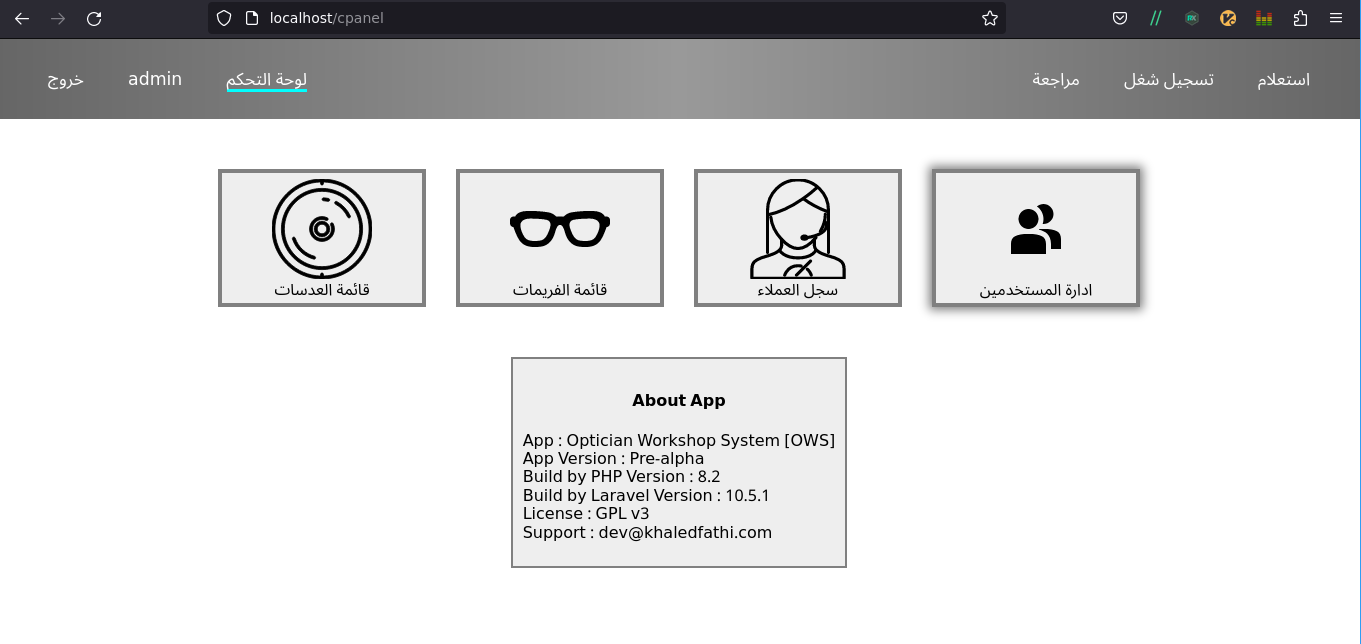 localhost/cpanel
استعلام
تسجيل شغل
مراجعة
لوحة التحكم
admin
خروج
ادارة المستخدمين
سجل العملاء
قائمة الفريمات
قائمة العدسات
About App
App : Optician Workshop System [OWS]
App Version : Pre-alpha
Build by PHP Version : 8.2
Build by Laravel Version : 10.5.1
License : GPL v3
Support : dev@khaledfathi.com